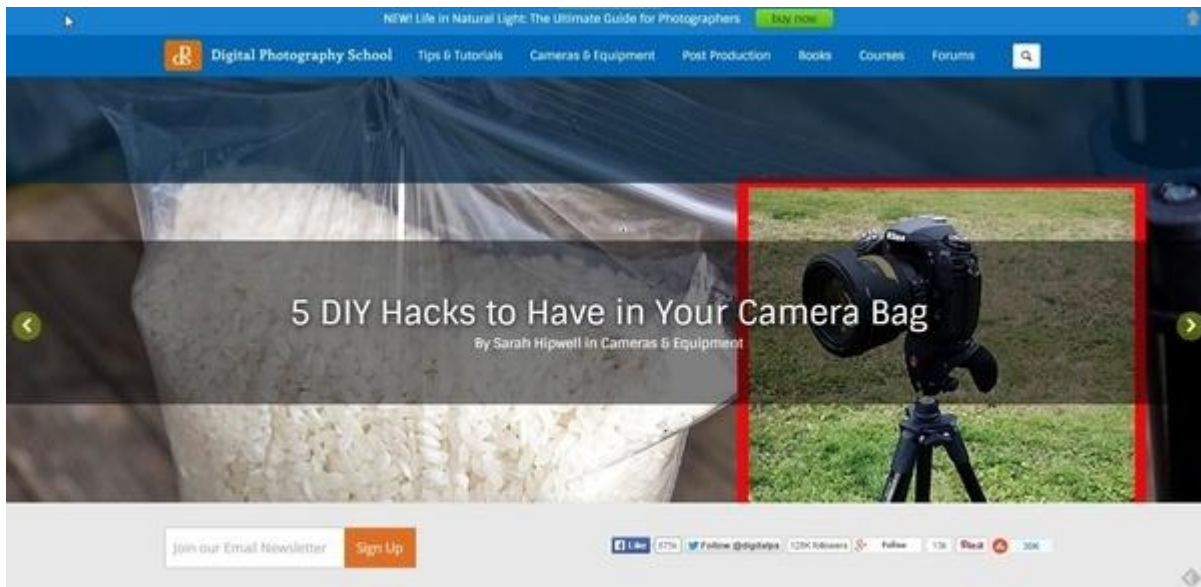 NEW! Life in Natural Light: The Ultimate Guide for Photographers buy now
dPS Digital Photography School Tips & Tutorials Cameras & Equipment Post Production Books Courses Forums
Nikon
5 DIY Hacks to Have in Your Camera Bag
By Sarah Hipwell in Cameras & Equipment
Join our Email Newsletter Sign Up
Like Follow @digitalps followers Follow Pin it